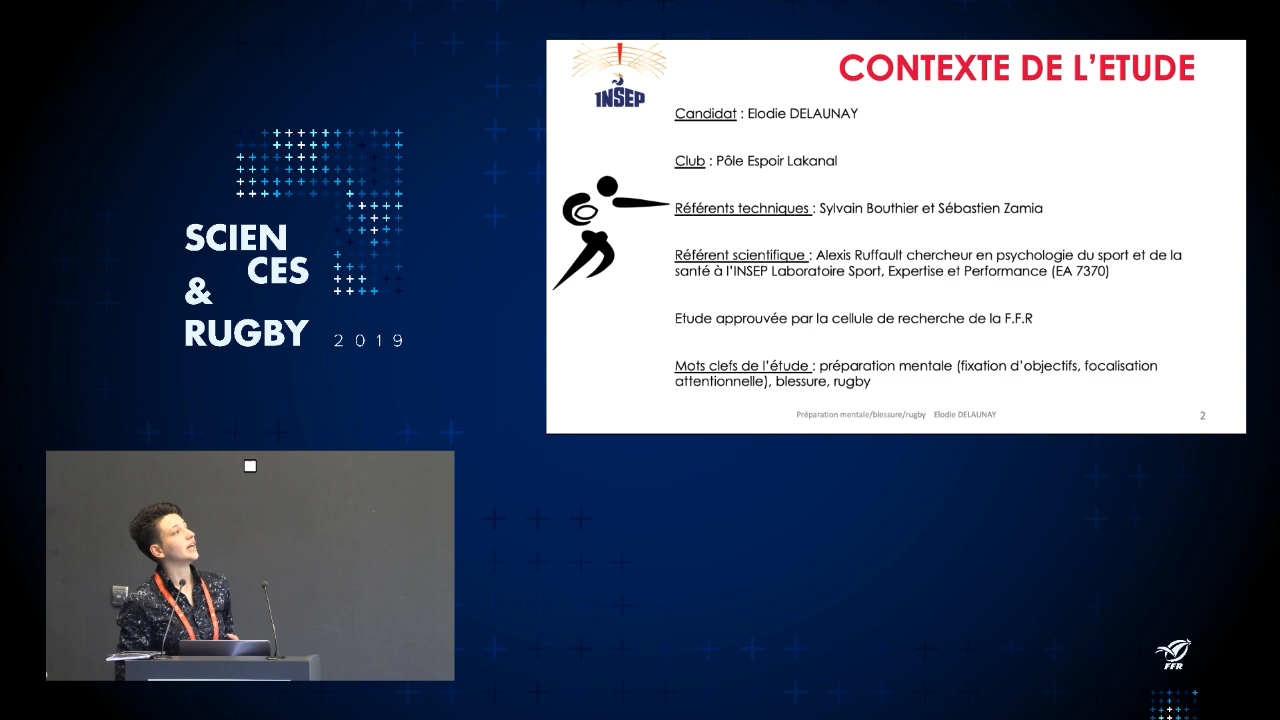 SCIEN
CES
&
RUGBY 2019
INSEP
CONTEXTE DE L'ETUDE
Candidat : Elodie DELAUNAY
Club : Pôle Espoir Lakanal
Référents techniques : Sylvain Bouthier et Sébastien Zamia
Référent scientifique : Alexis Ruffault chercheur en psychologie du sport et de la
santé à l'INSEP Laboratoire Sport, Expertise et Performance (EA 7370)
Etude approuvée par la cellule de recherche de la F.F.R
Mots clefs de l'étude : préparation mentale (fixation d'objectifs, focalisation
attentionnelle), blessure, rugby
Préparation mentale/blessure/rugby Elodie DELAUNAY 2
FFR